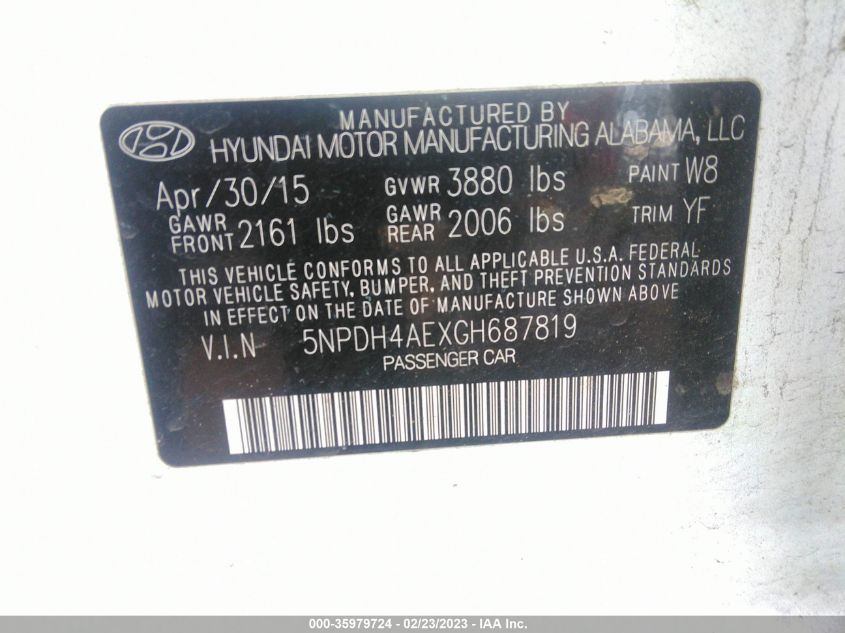 MANUFACTURED BY
HYUNDAI MOTOR MANUFACTURING ALABAMA, LLC
Apr/30/15 GVWR 3880 lbs PAINT W8
GAWR FRONT 2161 lbs GAWR REAR 2006 lbs TRIM YF
THIS VEHICLE CONFORMS TO ALL APPLICABLE U.S.A. FEDERAL
MOTOR VEHICLE SAFETY, BUMPER, AND THEFT PREVENTION STANDARDS
IN EFFECT ON THE DATE OF MANUFACTURE SHOWN ABOVE
V.I.N 5NPDH4AEXGH687819
PASSENGER CAR
000-35979724 - 02/23/2023 - IAA Inc.